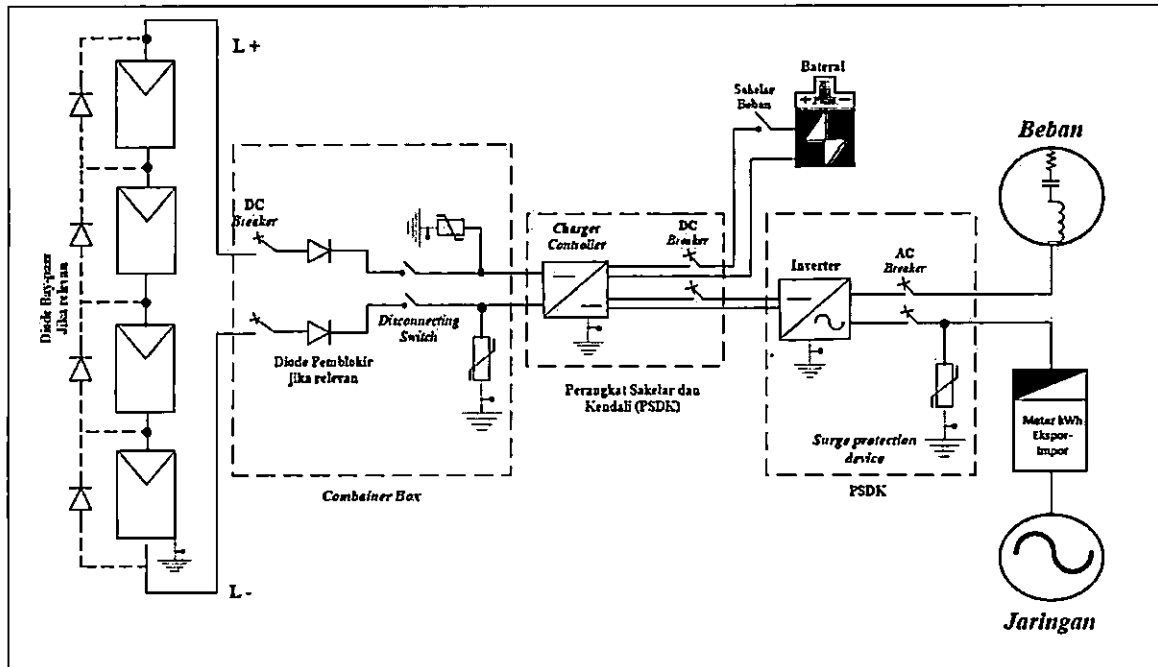 L+
Diode Bay-pass
Jika relevan
DC
Breaker
Disconnecting
Switch
Diode Pemblokir
Jika relevan
Combainer Box
L-
Charger
Controller
DC
Breaker
Perangkat Sakelar dan
Kendali (PSDK)
Sakelar
Beban
Baterai
+
-
Inverter
AC
Breaker
Surge protection
device
PSDK
Beban
Meter kWh
Ekspor-
Impor
Jaringan